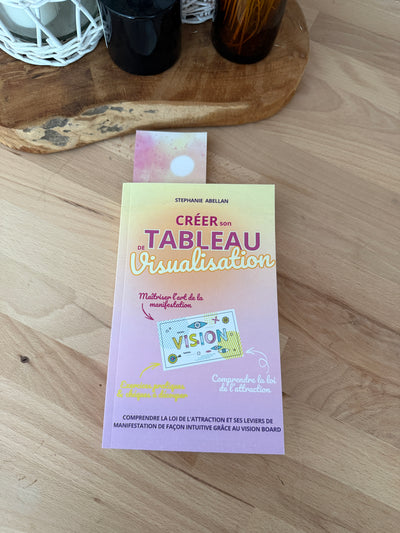 STEPHANIE ABELLAN
CRÉER son
TABLEAU
DE
Visualisation
Maîtriser l'art de la
manifestation
VISION
Comprendre la loi
de l'attraction
COMPRENDRE LA LOI DE L'ATTRACTION ET SES LEVIERS DE
MANIFESTATION DE FAÇON INTUITIVE GRÂCE AU VISION BOARD